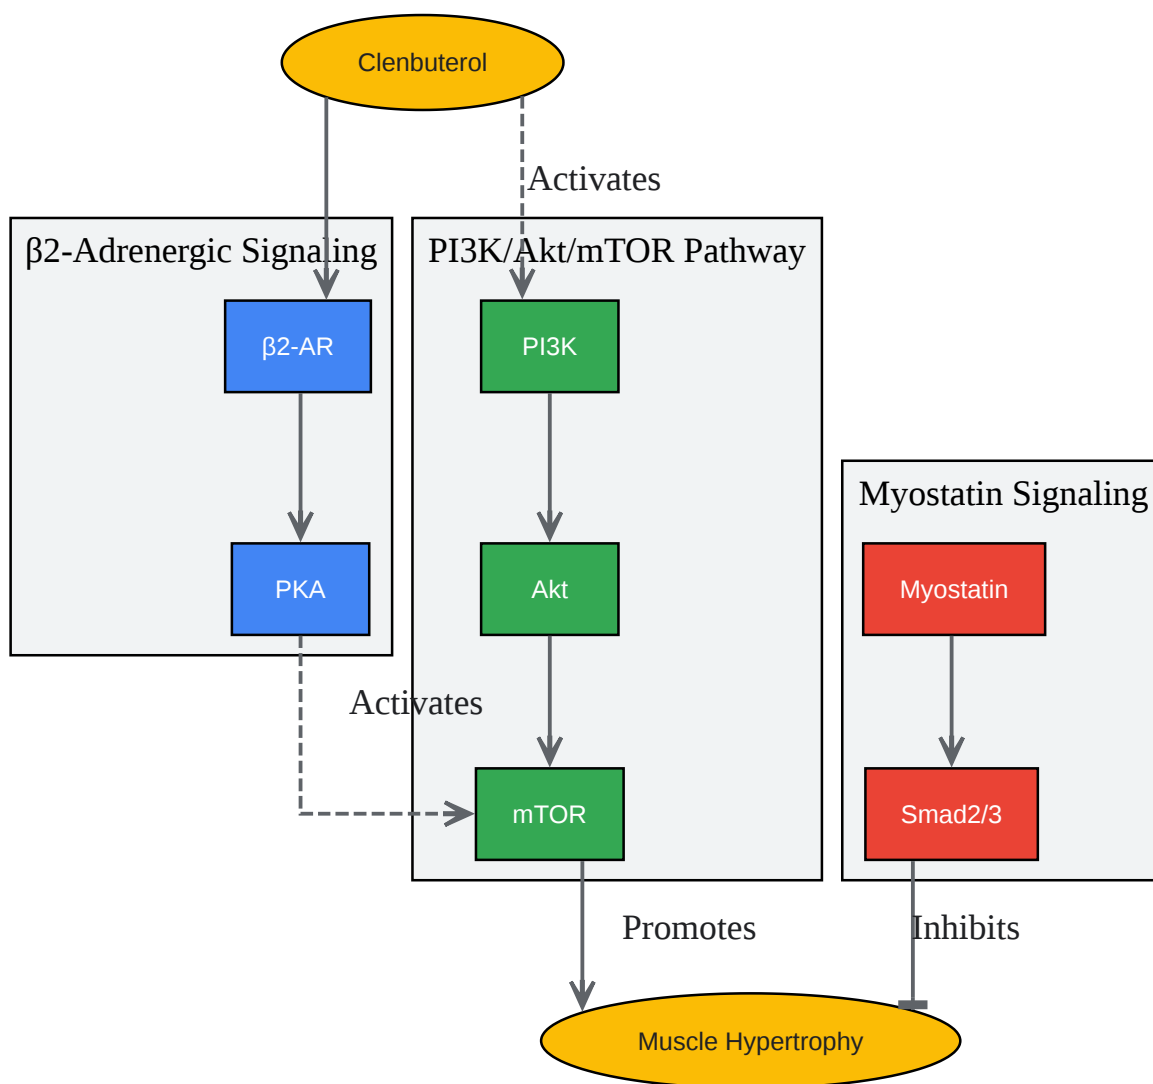 Clenbuterol
Activates
β2-Adrenergic Signaling
PI3K/Akt/mTOR Pathway
β2-AR
PI3K
Myostatin Signaling
PKA
Akt
Myostatin
Activates
mTOR
Smad2/3
Promotes
Inhibits
Muscle Hypertrophy